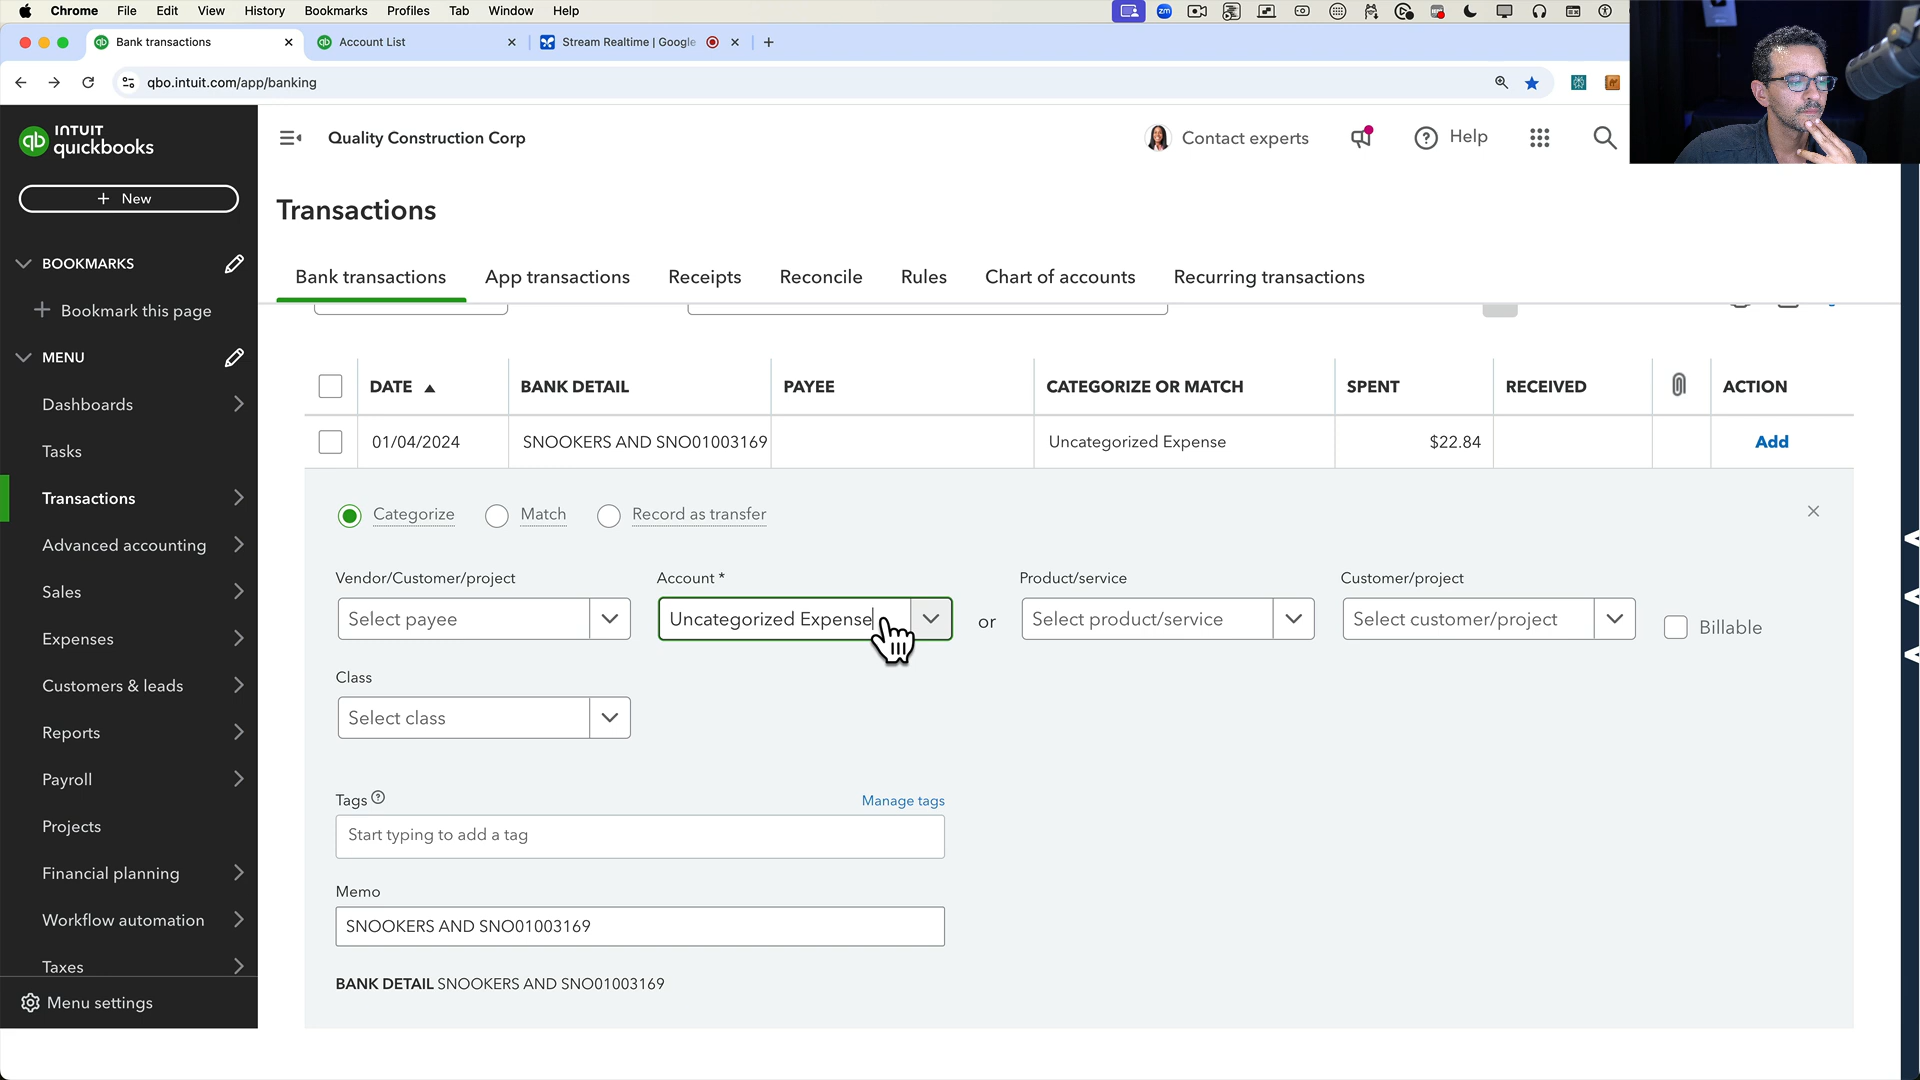 Chrome File Edit View History Bookmarks Profiles Tab Window Help
Bank transactions
Account List
Stream Realtime | Google
qbo.intuit.com/app/banking
INTUIT
quickbooks
Quality Construction Corp
Contact experts
Help
New
Transactions
BOOKMARKS
Bookmark this page
MENU
Dashboards
Tasks
Transactions
Advanced accounting
Sales
Expenses
Customers & leads
Reports
Payroll
Projects
Financial planning
Workflow automation
Taxes
Menu settings
Bank transactions App transactions Receipts Reconcile Rules Chart of accounts Recurring transactions
DATE BANK DETAIL PAYEE CATEGORIZE OR MATCH SPENT RECEIVED ACTION
01/04/2024 SNOOKERS AND SNO01003169 Uncategorized Expense $22.84 Add
Categorize Match Record as transfer
Vendor/Customer/project Account * Product/service Customer/project
Select payee Uncategorized Expense or Select product/service Select customer/project Billable
Class
Select class
Tags Manage tags
Start typing to add a tag
Memo
SNOOKERS AND SNO01003169
BANK DETAIL SNOOKERS AND SNO01003169